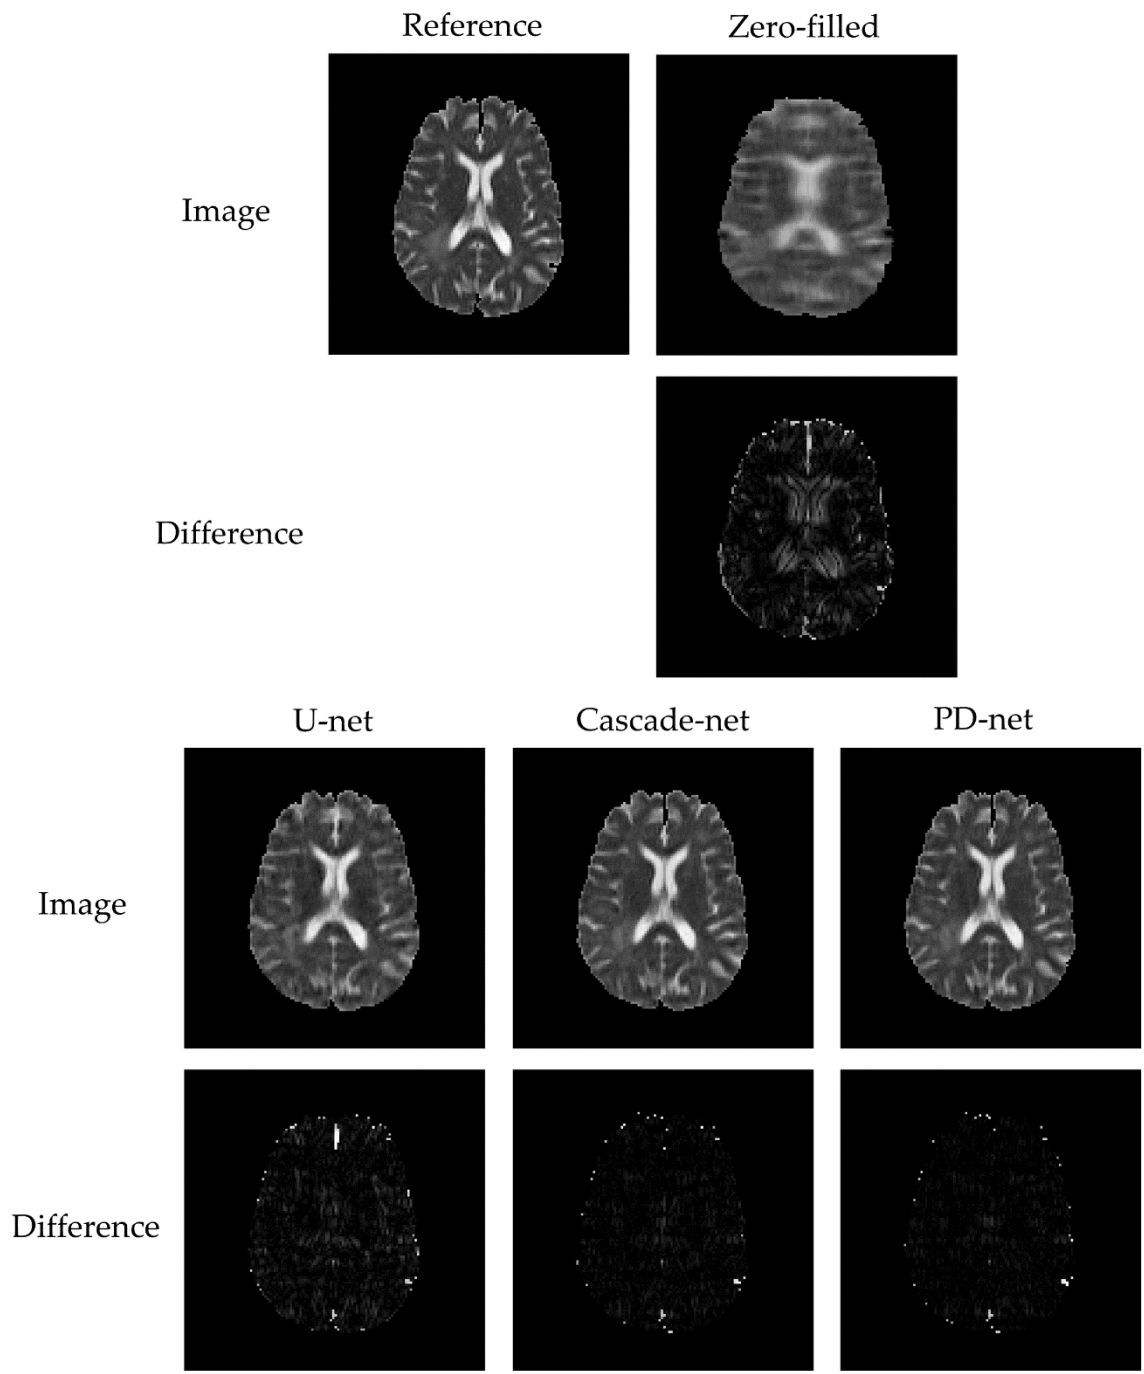 Reference
Zero-filled
Image
Difference
U-net
Cascade-net
PD-net
Image
Difference